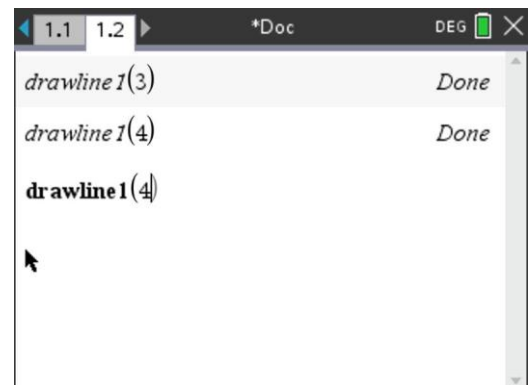 1.1 1.2 *Doc DEG
drawline1(3) Done
drawline1(4) Done
drawline1(4)